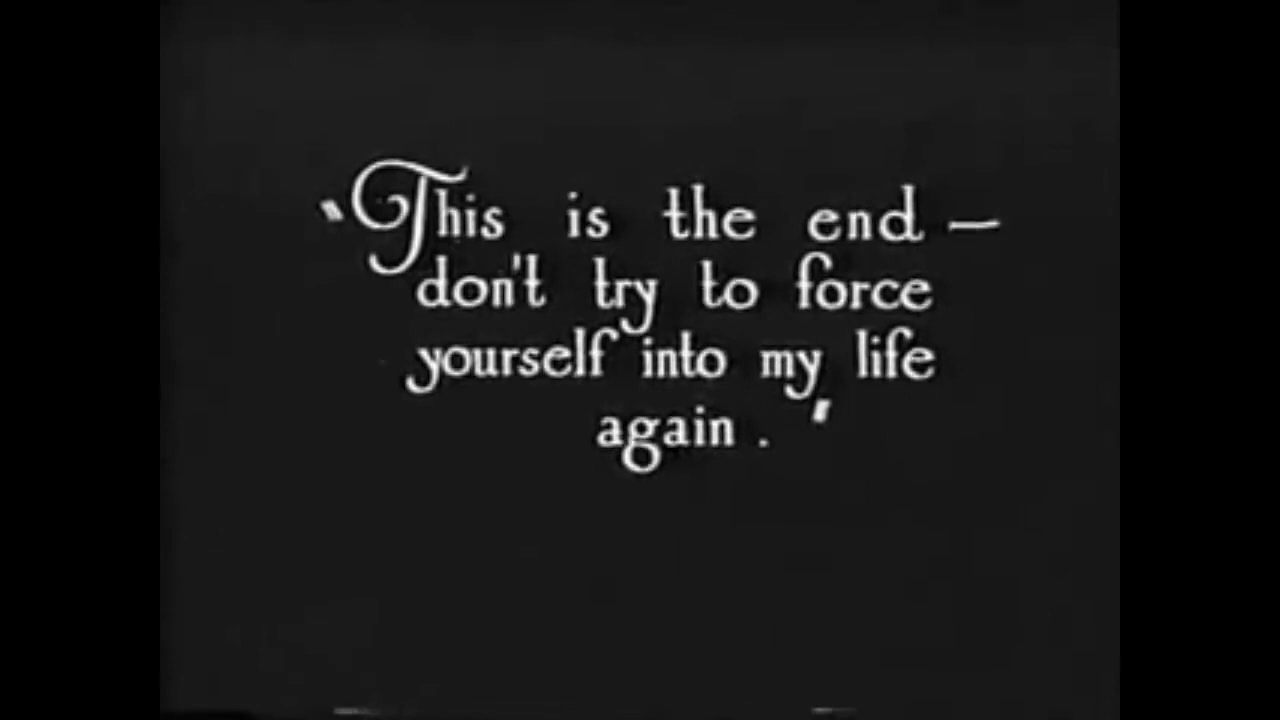 "This is the end —
don't try to force
yourself into my life
again . "